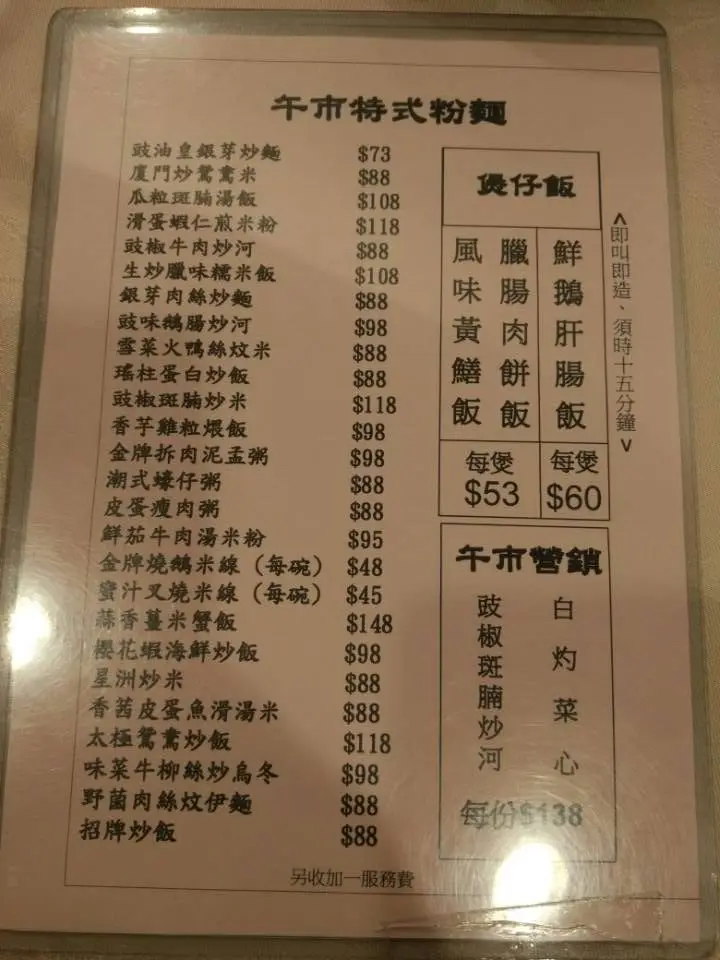 午市特式粉麵
豉油皇銀芽炒麵 $73
廈門炒鴛鴦米 $88
瓜粒斑腩湯飯 $108
滑蛋蝦仁煎米粉 $118
豉椒牛肉炒河 $88
生炒臘味糯米飯 $108
銀芽肉絲炒麵 $88
豉味鵝腸炒河 $98
雪菜火鴨絲炆米 $88
瑤柱蛋白炒飯 $88
豉椒斑腩炒米 $118
香芋雞粒煨飯 $98
金牌拆肉泥孟粥 $98
潮式蠔仔粥 $88
皮蛋瘦肉粥 $88
鮮茄牛肉湯米粉 $95
金牌燒鵝米線（每碗） $48
蜜汁叉燒米線（每碗） $45
蒜香薑米蟹飯 $148
櫻花蝦海鮮炒飯 $98
星洲炒米 $88
香茜皮蛋魚滑湯米 $88
太極鴛鴦炒飯 $118
味菜牛柳絲炒烏冬 $98
野菌肉絲炆伊麵 $88
招牌炒飯 $88
煲仔飯
鮮鵝肝腸飯
臘腸肉餅飯
風味黃鱔飯
每煲 $60
每煲 $53
<即叫即造、須時十五分鐘>
午市營銷
白灼菜心
豉椒斑腩炒河
每份$138
另收加一服務費